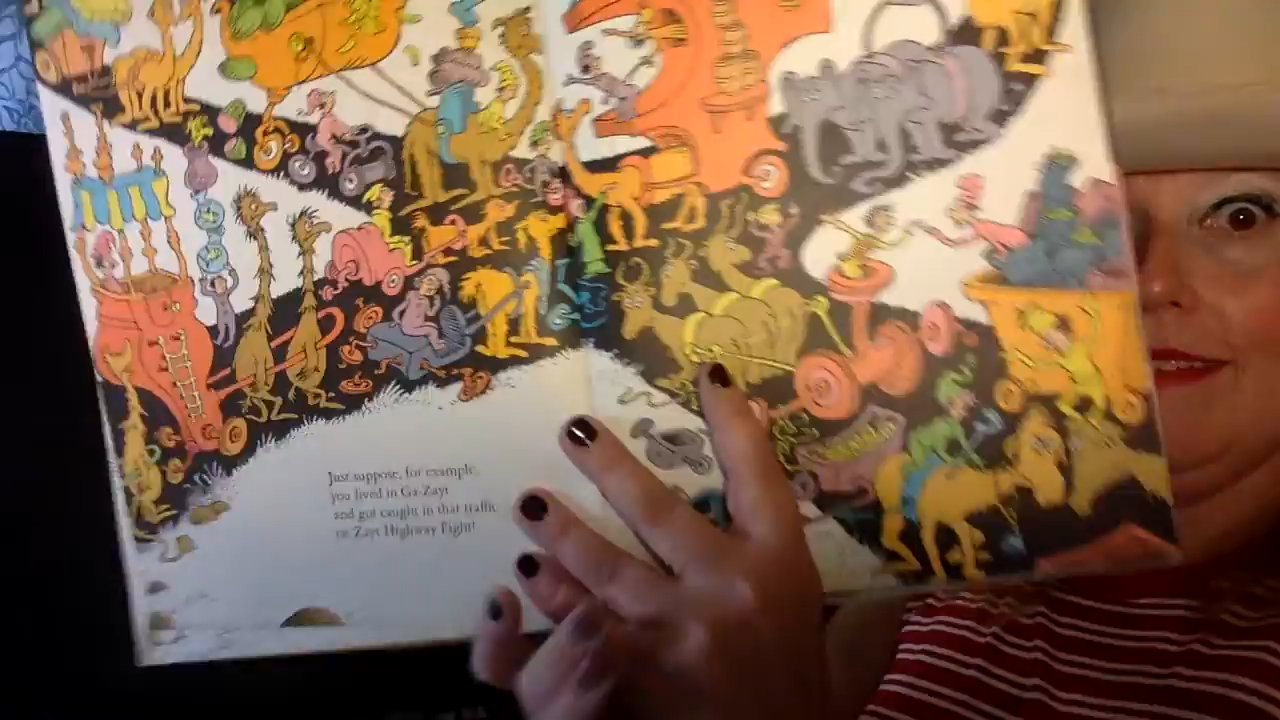 Just suppose, for example,
you lived in Ga-Zayt
and got caught in that traffic
on Zayt Highway Eight!